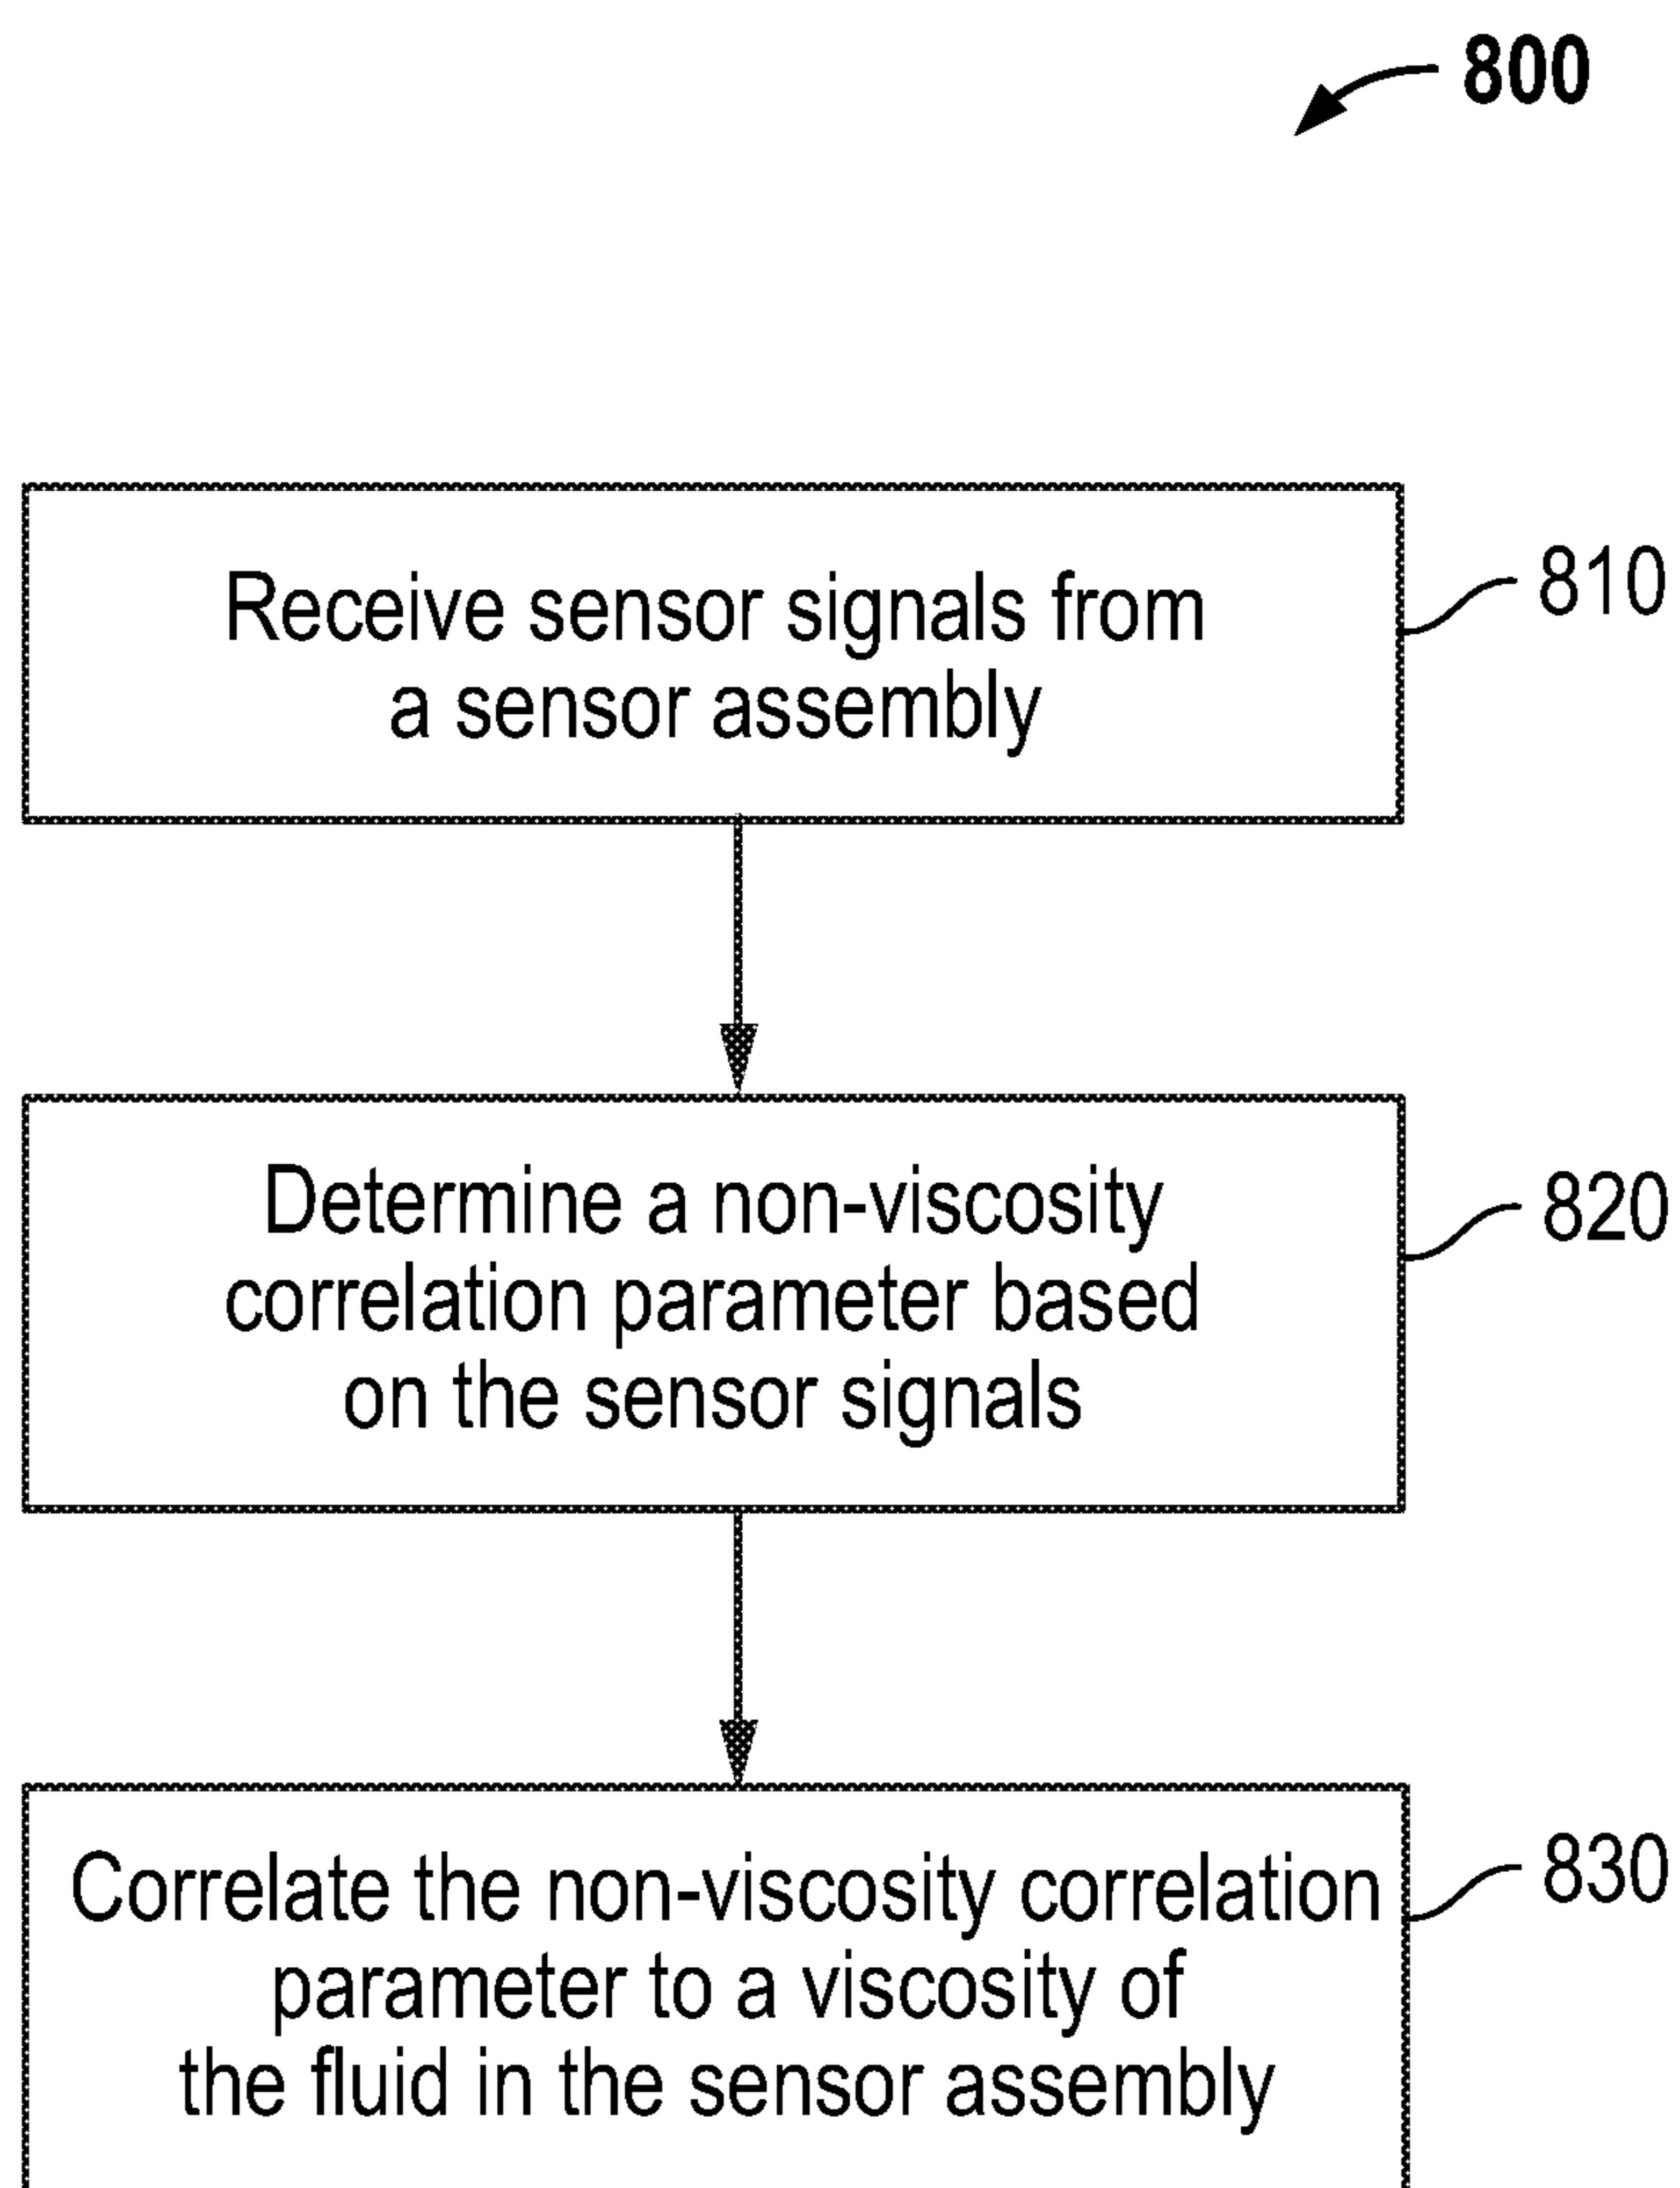 800
Receive sensor signals from
a sensor assembly
810
Determine a non-viscosity
correlation parameter based
on the sensor signals
820
Correlate the non-viscosity correlation
parameter to a viscosity of
the fluid in the sensor assembly
830